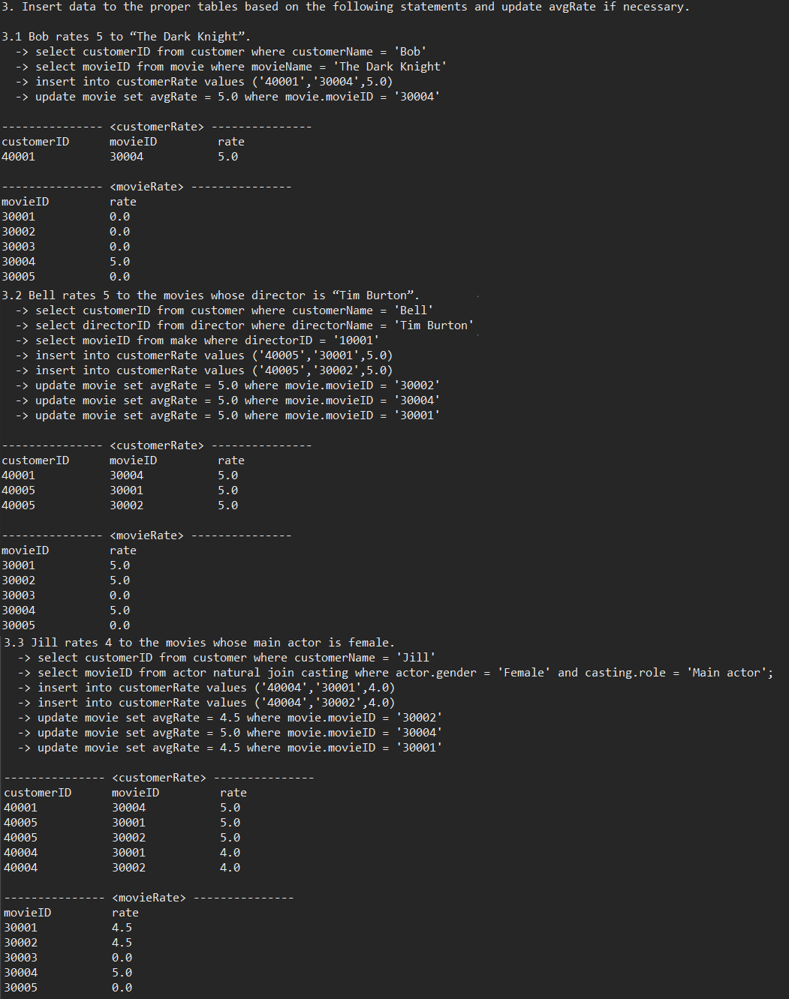 3. Insert data to the proper tables based on the following statements and update avgRate if necessary.
3.1 Bob rates 5 to “The Dark Knight”.
-> select customerID from customer where customerName = 'Bob'
-> select movieID from movie where movieName = 'The Dark Knight'
-> insert into customerRate values ('40001','30004',5.0)
-> update movie set avgRate = 5.0 where movie.movieID = '30004'
--------------- <customerRate> ---------------
customerID movieID rate
40001 30004 5.0
--------------- <movieRate> ---------------
movieID rate
30001 0.0
30002 0.0
30003 0.0
30004 5.0
30005 0.0
3.2 Bell rates 5 to the movies whose director is “Tim Burton”.
-> select customerID from customer where customerName = 'Bell'
-> select directorID from director where directorName = 'Tim Burton'
-> select movieID from make where directorID = '10001'
-> insert into customerRate values ('40005','30001',5.0)
-> insert into customerRate values ('40005','30002',5.0)
-> update movie set avgRate = 5.0 where movie.movieID = '30002'
-> update movie set avgRate = 5.0 where movie.movieID = '30004'
-> update movie set avgRate = 5.0 where movie.movieID = '30001'
--------------- <customerRate> ---------------
customerID movieID rate
40001 30004 5.0
40005 30001 5.0
40005 30002 5.0
--------------- <movieRate> ---------------
movieID rate
30001 5.0
30002 5.0
30003 0.0
30004 5.0
30005 0.0
3.3 Jill rates 4 to the movies whose main actor is female.
-> select customerID from customer where customerName = 'Jill'
-> select movieID from actor natural join casting where actor.gender = 'Female' and casting.role = 'Main actor';
-> insert into customerRate values ('40004','30001',4.0)
-> insert into customerRate values ('40004','30002',4.0)
-> update movie set avgRate = 4.5 where movie.movieID = '30002'
-> update movie set avgRate = 5.0 where movie.movieID = '30004'
-> update movie set avgRate = 4.5 where movie.movieID = '30001'
--------------- <customerRate> ---------------
customerID movieID rate
40001 30004 5.0
40005 30001 5.0
40005 30002 5.0
40004 30001 4.0
40004 30002 4.0
--------------- <movieRate> ---------------
movieID rate
30001 4.5
30002 4.5
30003 0.0
30004 5.0
30005 0.0